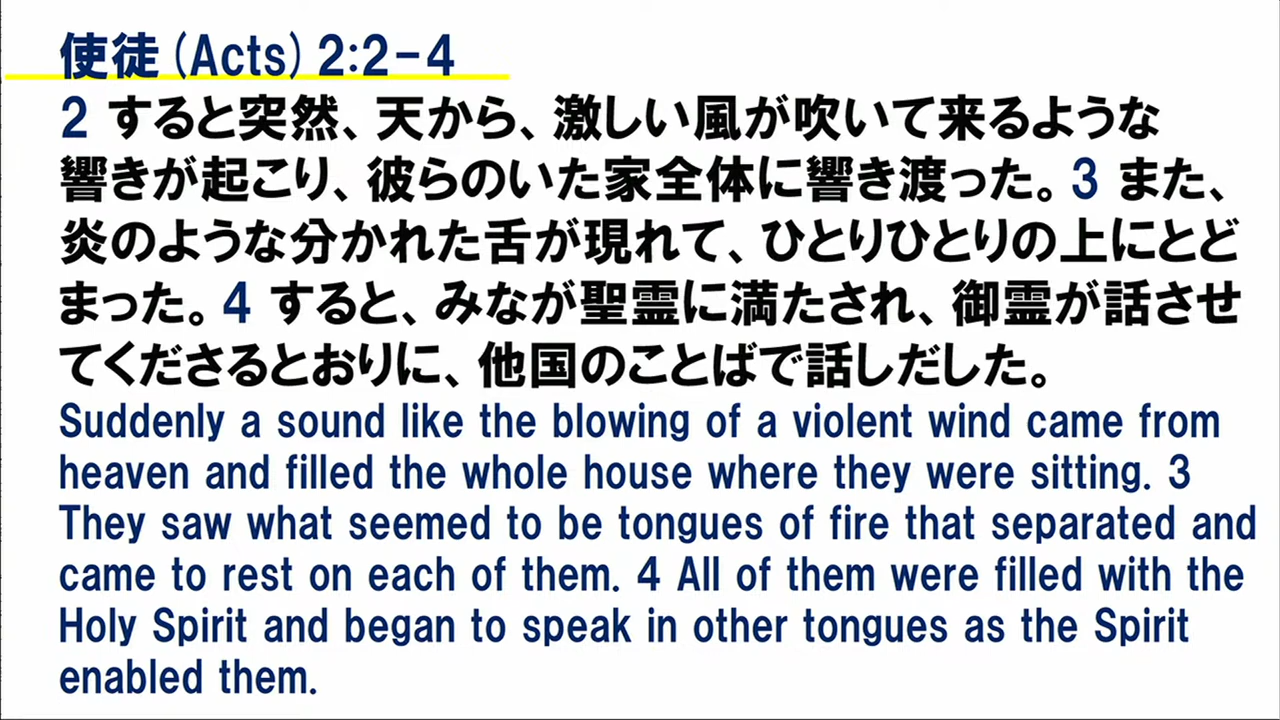 使徒(Acts) 2:2-4
2 すると突然、天から、激しい風が吹いて来るような
響きが起こり、彼らのいた家全体に響き渡った。3 また、
炎のような分かれた舌が現れて、ひとりひとりの上にとど
まった。4 すると、みなが聖霊に満たされ、御霊が話させ
てくださるとおりに、他国のことばで話しだした。
Suddenly a sound like the blowing of a violent wind came from
heaven and filled the whole house where they were sitting. 3
They saw what seemed to be tongues of fire that separated and
came to rest on each of them. 4 All of them were filled with the
Holy Spirit and began to speak in other tongues as the Spirit
enabled them.